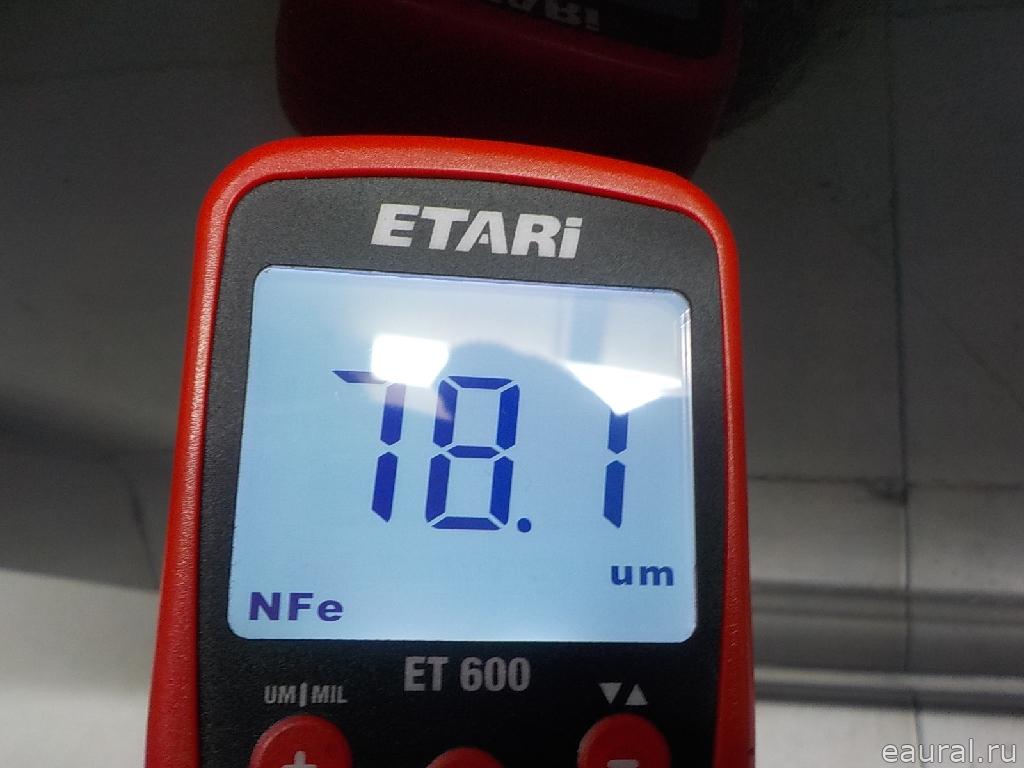 ETARi
78.1
um
NFe
ET 600
UM|MIL ▼▲
+ −
eaural.ru